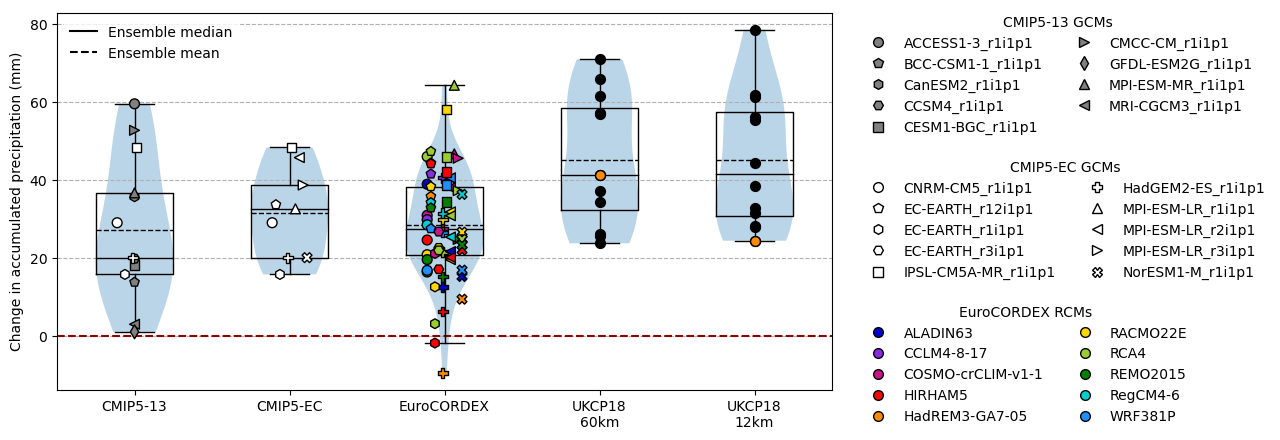 Change in accumulated precipitation (mm)
80
60
40
20
0
Ensemble median
Ensemble mean
CMIP5-13
CMIP5-EC
EuroCORDEX
UKCP18
60km
UKCP18
12km
CMIP5-13 GCMs
ACCESS1-3_r1i1p1
BCC-CSM1-1_r1i1p1
CanESM2_r1i1p1
CCSM4_r1i1p1
CESM1-BGC_r1i1p1
CMCC-CM_r1i1p1
GFDL-ESM2G_r1i1p1
MPI-ESM-MR_r1i1p1
MRI-CGCM3_r1i1p1
CMIP5-EC GCMs
CNRM-CM5_r1i1p1
EC-EARTH_r12i1p1
EC-EARTH_r1i1p1
EC-EARTH_r3i1p1
IPSL-CM5A-MR_r1i1p1
HadGEM2-ES_r1i1p1
MPI-ESM-LR_r1i1p1
MPI-ESM-LR_r2i1p1
MPI-ESM-LR_r3i1p1
NorESM1-M_r1i1p1
EuroCORDEX RCMs
ALADIN63
CCLM4-8-17
COSMO-crCLIM-v1-1
HIRHAM5
HadREM3-GA7-05
RACMO22E
RCA4
REMO2015
RegCM4-6
WRF381P